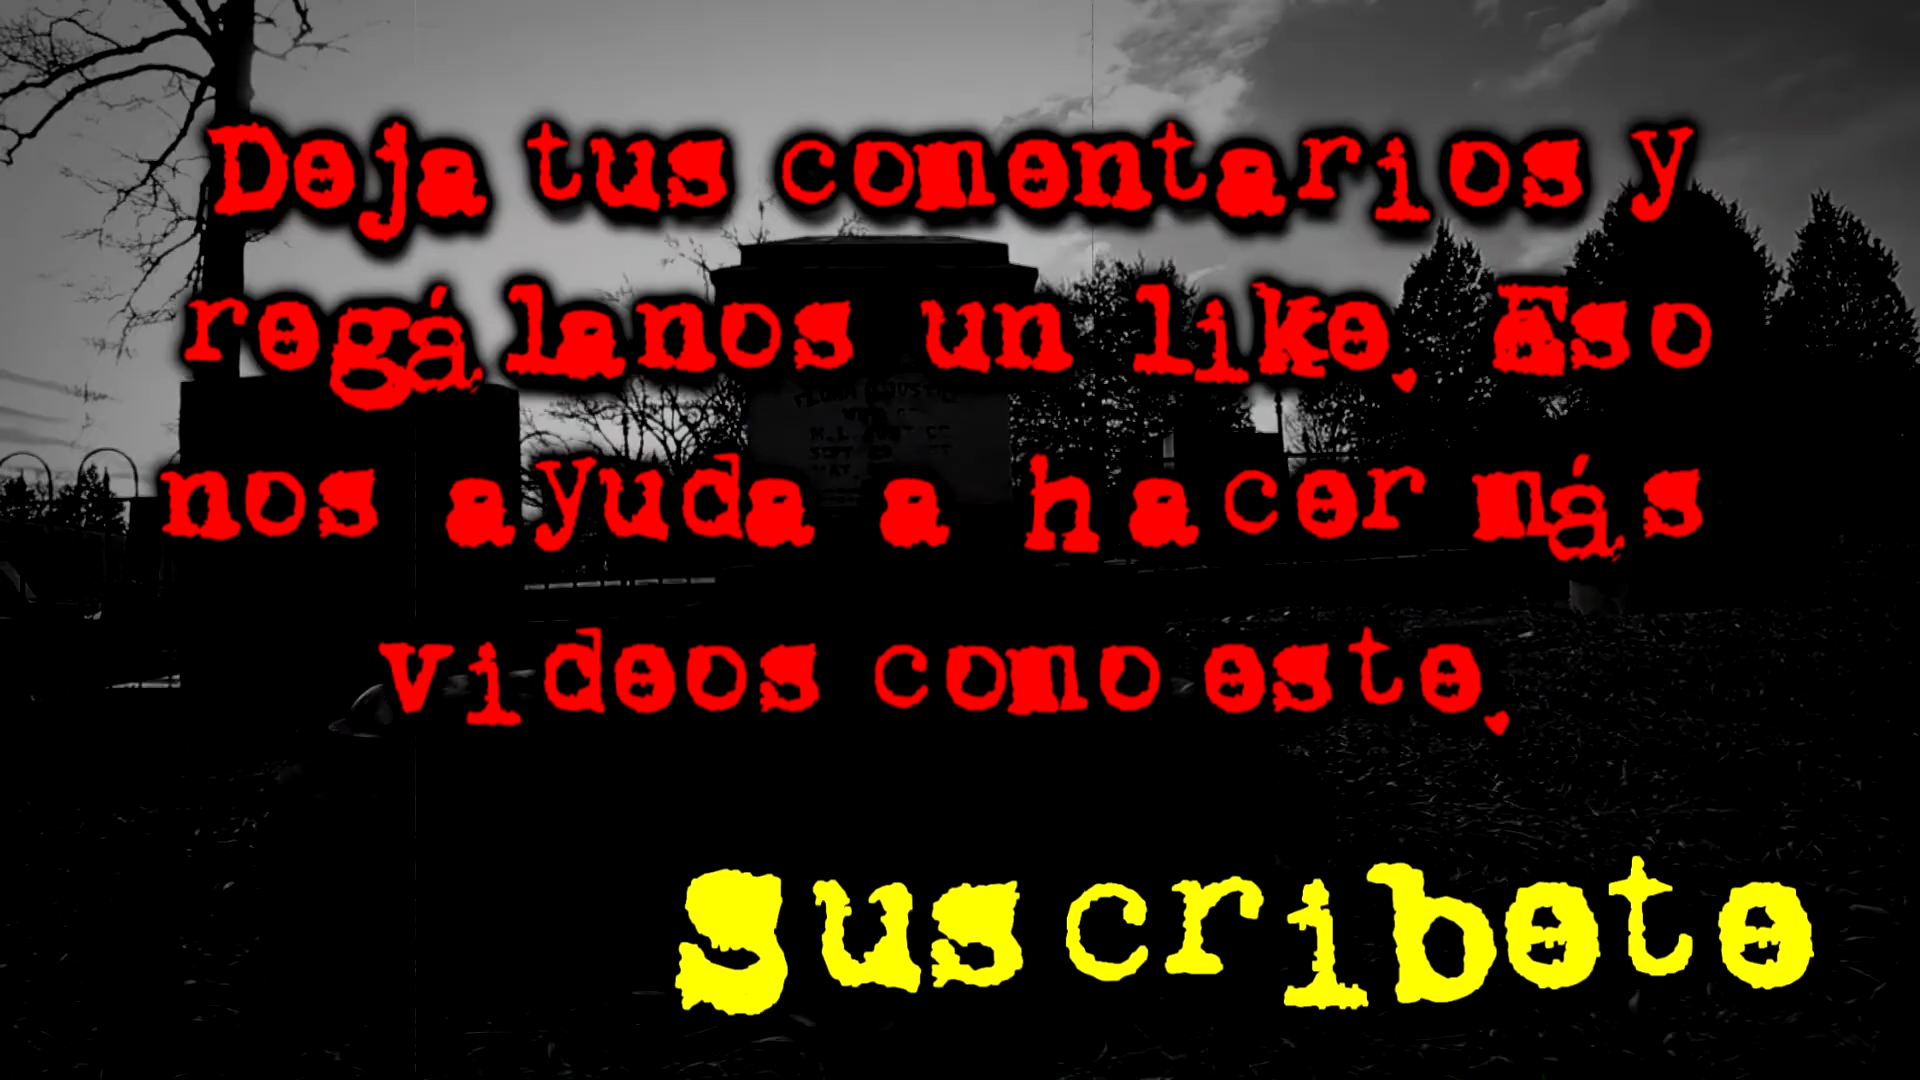 Deja tus comentarios y
regálanos un like. Eso
nos ayuda a hacer más
videos como este.
Suscribete